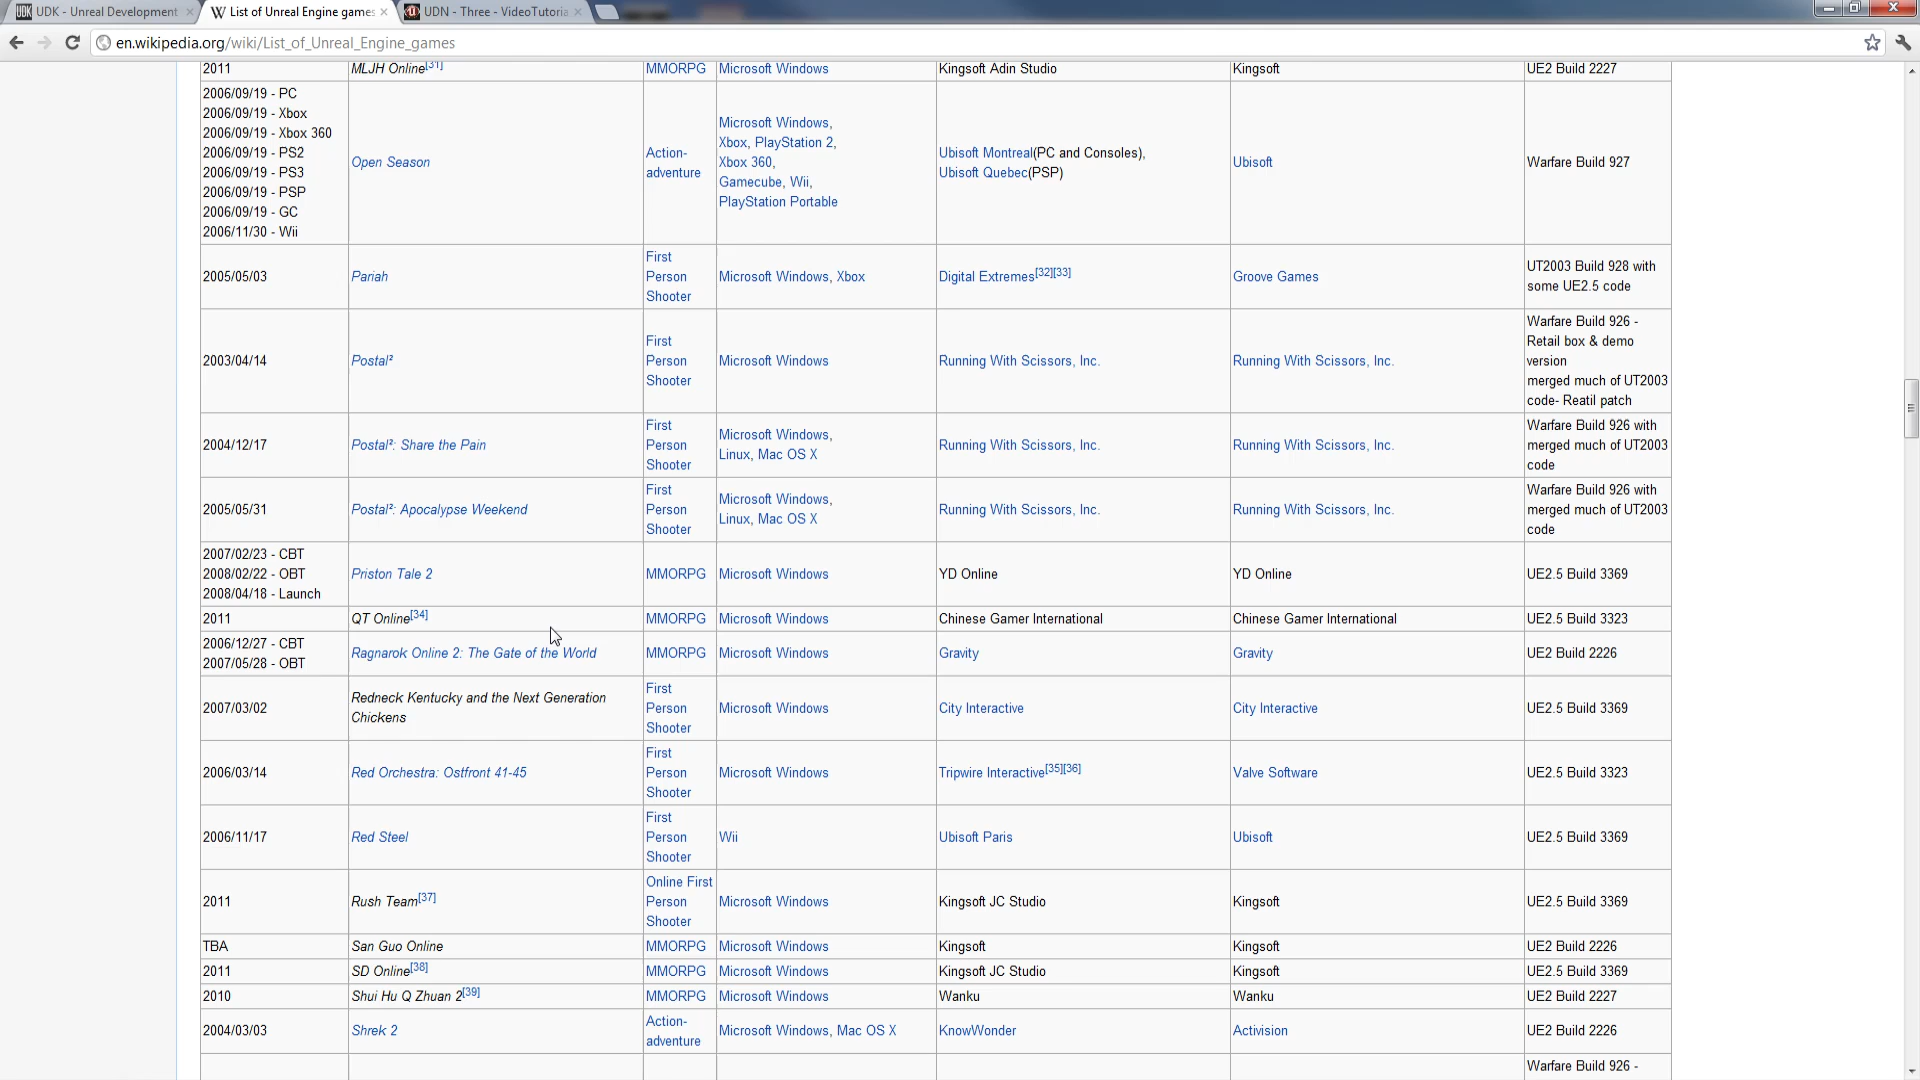 UDK - Unreal Development
List of Unreal Engine games
UDN - Three - VideoTutoria
en.wikipedia.org/wiki/List_of_Unreal_Engine_games
2011 MLJH Online[31] MMORPG Microsoft Windows Kingsoft Adin Studio Kingsoft UE2 Build 2227
2006/09/19 - PC
2006/09/19 - Xbox
2006/09/19 - Xbox 360
2006/09/19 - PS2
2006/09/19 - PS3
2006/09/19 - PSP
2006/09/19 - GC
2006/11/30 - Wii
Open Season
Action-
adventure
Microsoft Windows,
Xbox, PlayStation 2,
Xbox 360,
Gamecube, Wii,
PlayStation Portable
Ubisoft Montreal(PC and Consoles),
Ubisoft Quebec(PSP)
Ubisoft
Warfare Build 927
2005/05/03
Pariah
First
Person
Shooter
Microsoft Windows, Xbox
Digital Extremes[32][33]
Groove Games
UT2003 Build 928 with
some UE2.5 code
2003/04/14
Postal²
First
Person
Shooter
Microsoft Windows
Running With Scissors, Inc.
Running With Scissors, Inc.
Warfare Build 926 -
Retail box & demo
version
merged much of UT2003
code- Reatil patch
2004/12/17
Postal²: Share the Pain
First
Person
Shooter
Microsoft Windows,
Linux, Mac OS X
Running With Scissors, Inc.
Running With Scissors, Inc.
Warfare Build 926 with
merged much of UT2003
code
2005/05/31
Postal²: Apocalypse Weekend
First
Person
Shooter
Microsoft Windows,
Linux, Mac OS X
Running With Scissors, Inc.
Running With Scissors, Inc.
Warfare Build 926 with
merged much of UT2003
code
2007/02/23 - CBT
2008/02/22 - OBT
2008/04/18 - Launch
Priston Tale 2
MMORPG
Microsoft Windows
YD Online
YD Online
UE2.5 Build 3369
2011 QT Online[34] MMORPG Microsoft Windows Chinese Gamer International Chinese Gamer International UE2.5 Build 3323
2006/12/27 - CBT
2007/05/28 - OBT
Ragnarok Online 2: The Gate of the World
MMORPG
Microsoft Windows
Gravity
Gravity
UE2 Build 2226
2007/03/02
Redneck Kentucky and the Next Generation
Chickens
First
Person
Shooter
Microsoft Windows
City Interactive
City Interactive
UE2.5 Build 3369
2006/03/14
Red Orchestra: Ostfront 41-45
First
Person
Shooter
Microsoft Windows
Tripwire Interactive[35][36]
Valve Software
UE2.5 Build 3323
2006/11/17
Red Steel
First
Person
Shooter
Wii
Ubisoft Paris
Ubisoft
UE2.5 Build 3369
2011
Rush Team[37]
Online First
Person
Shooter
Microsoft Windows
Kingsoft JC Studio
Kingsoft
UE2.5 Build 3369
TBA San Guo Online MMORPG Microsoft Windows Kingsoft Kingsoft UE2 Build 2226
2011 SD Online[38] MMORPG Microsoft Windows Kingsoft JC Studio Kingsoft UE2.5 Build 3369
2010 Shui Hu Q Zhuan 2[39] MMORPG Microsoft Windows Wanku Wanku UE2 Build 2227
2004/03/03
Shrek 2
Action-
adventure
Microsoft Windows, Mac OS X
KnowWonder
Activision
UE2 Build 2226
Warfare Build 926 -